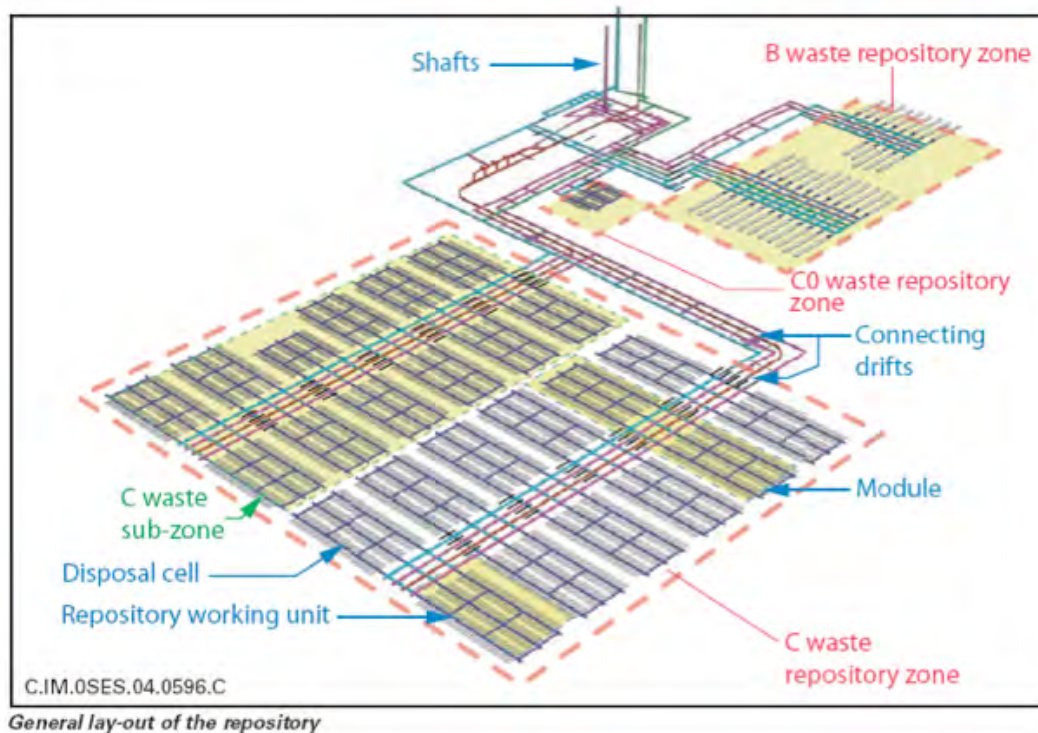 Shafts
B waste repository zone
C0 waste repository
zone
Connecting
drifts
Module
C waste
sub-zone
Disposal cell
Repository working unit
C waste
repository zone
C.IM.0SES.04.0596.C
General lay-out of the repository